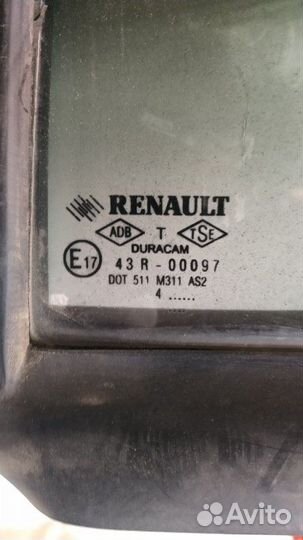 RENAULT
ADB T TSE
DURACAM
E17 43R-00097
DOT 511 M311 AS2
4 ......
Avito